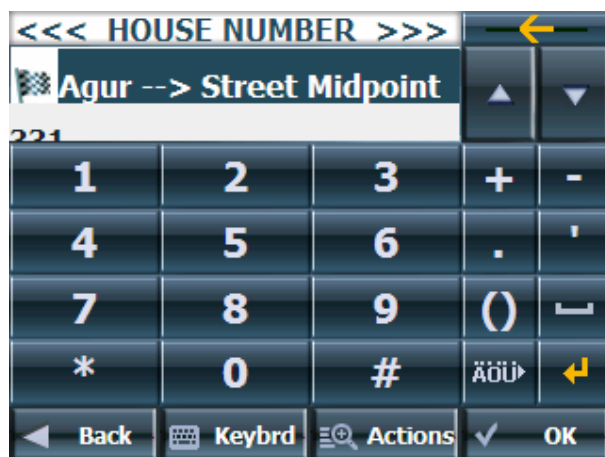 <<< HOUSE NUMBER >>>
Agur --> Street Midpoint
331
1 2 3 + -
4 5 6 . '
7 8 9 ()
* 0 # ÄÖÜ
Back Keybrd Actions OK